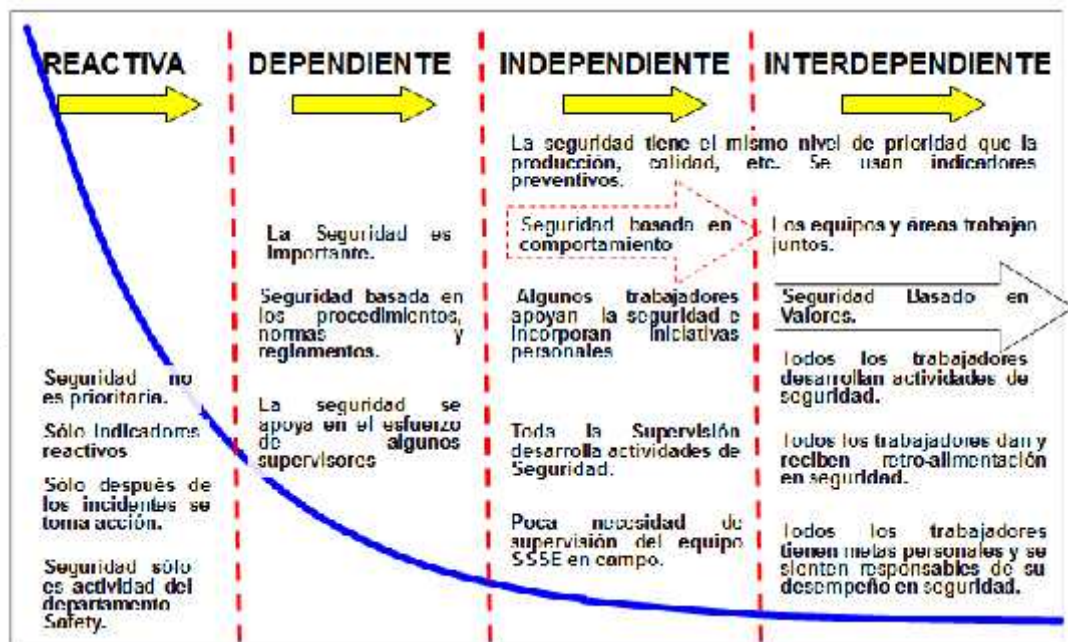 REACTIVA
Seguridad no
es prioritaria.
Sólo indicadores
reactivos
Sólo después de
los incidentes se
toma acción.
Seguridad sólo
es actividad del
departamento
Safety.
DEPENDIENTE
La Seguridad es
Importante.
Seguridad basada en
los procedimientos,
normas y
reglamentos.
La seguridad se
apoya en el esfuerzo
de algunos
supervisores
INDEPENDIENTE
INTERDEPENDIENTE
La seguridad tiene el mismo nivel de prioridad que la
producción, calidad, etc. Se usan indicadores
preventivos.
Seguridad basada en
comportamiento
Algunos trabajadores
apoyan la seguridad e
incorporan iniciativas
personales
Toda la Supervisión
desarrolla actividades de
Seguridad.
Poca necesidad de
supervisión del equipo
SSSE en campo.
Los equipos y áreas trabajan
juntos.
Seguridad Basado en
Valores.
Todos los trabajadores
desarrollan actividades de
seguridad.
Todos los trabajadores dan y
reciben retro-alimentación
en seguridad.
Todos los trabajadores
tienen metas personales y se
sienten responsables de su
desempeño en seguridad.